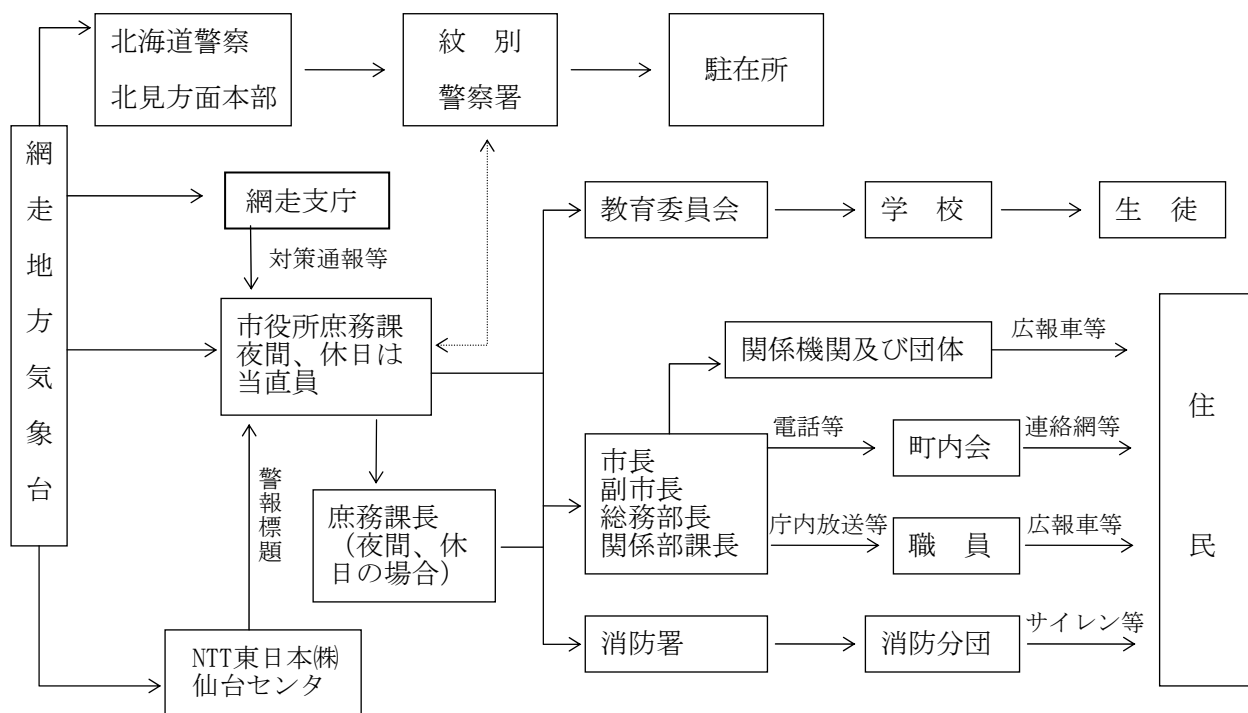 北海道警察
北見方面本部
紋　別
警察署
駐在所
網走地方気象台
網走支庁
対策通報等
教育委員会
学　校
生　徒
市役所庶務課
夜間、休日は
当直員
関係機関及び団体
広報車等
住民
市長
副市長
総務部長
関係部課長
電話等
町内会
連絡網等
庁内放送等
職　員
広報車等
警報標題
庶務課長
（夜間、休
日の場合）
消防署
消防分団
サイレン等
NTT東日本㈱
仙台センタ